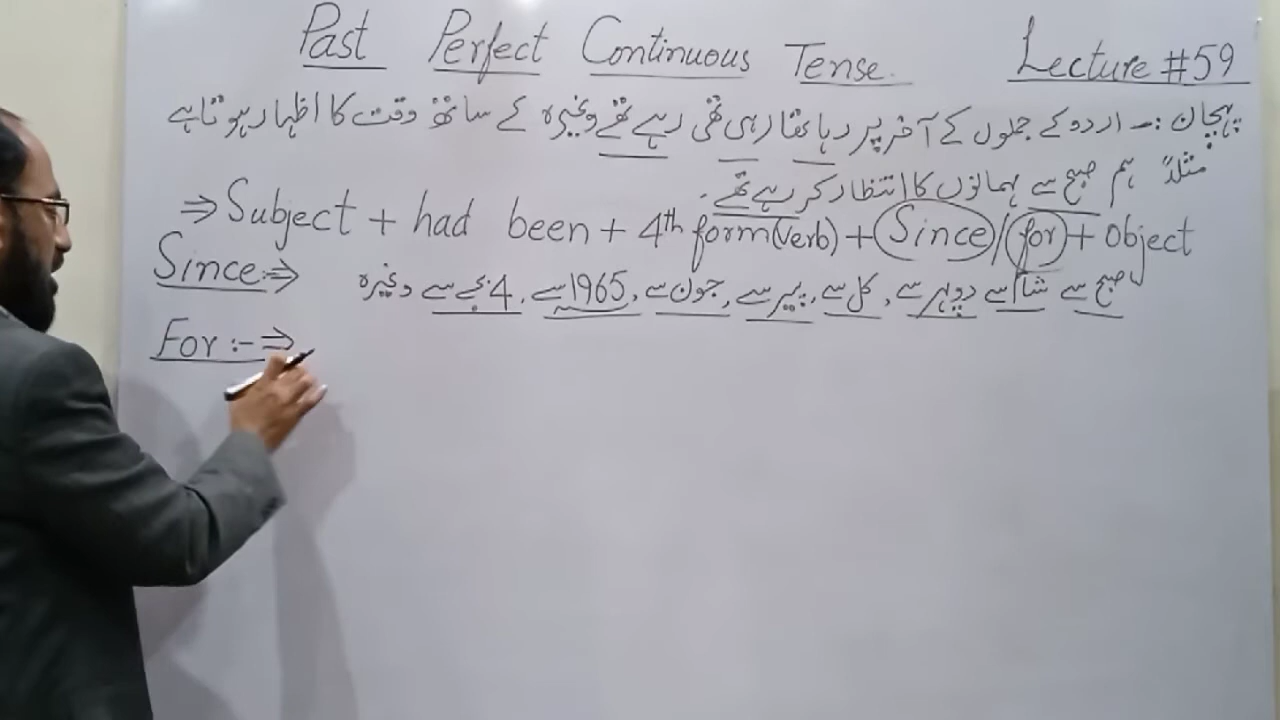 Past Perfect Continuous Tense. Lecture #59
پہچان :۔ اردو کے جملوں کے آخر پر رہا تھا، رہی تھی رہے تھے وغیرہ کے ساتھ وقت کا اظہار ہوتا ہے
مثلاً ہم صبح سے مہمانوں کا انتظار کر رہے تھے۔
⇒ Subject + had been + 4th form (verb) + Since / for + object
Since:⇒ صبح سے شام سے دوپہر سے, کل سے, پیر سے, جون سے, 1965 سے, 4 بجے سے وغیرہ
For :-⇒